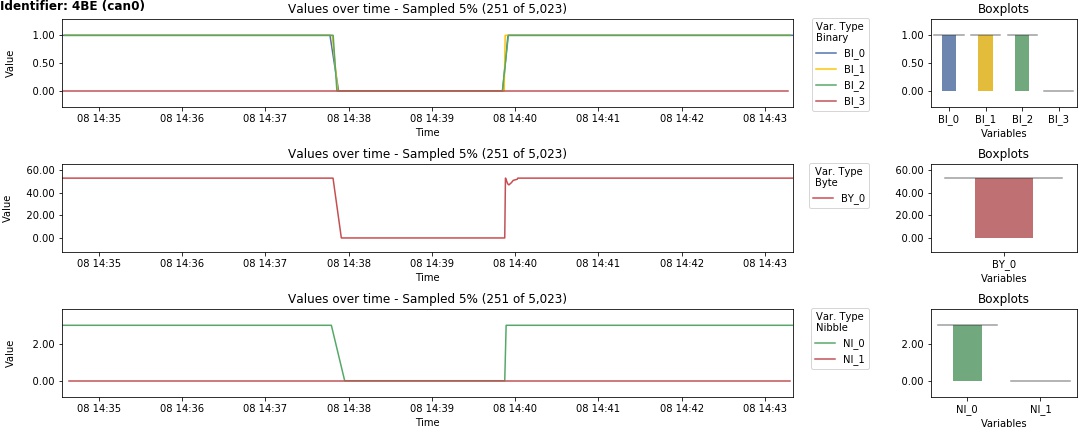 Identifier: 4BE (can0)
Values over time - Sampled 5% (251 of 5,023)
Value
1.00
0.50
0.00
08 14:35 08 14:36 08 14:37 08 14:38 08 14:39 08 14:40 08 14:41 08 14:42 08 14:43
Time
Var. Type
Binary
BI_0
BI_1
BI_2
BI_3
Boxplots
1.00
0.50
0.00
BI_0 BI_1 BI_2 BI_3
Variables
Values over time - Sampled 5% (251 of 5,023)
Value
60.00
40.00
20.00
0.00
08 14:35 08 14:36 08 14:37 08 14:38 08 14:39 08 14:40 08 14:41 08 14:42 08 14:43
Time
Var. Type
Byte
BY_0
Boxplots
60.00
40.00
20.00
0.00
BY_0
Variables
Values over time - Sampled 5% (251 of 5,023)
Value
2.00
0.00
08 14:35 08 14:36 08 14:37 08 14:38 08 14:39 08 14:40 08 14:41 08 14:42 08 14:43
Time
Var. Type
Nibble
NI_0
NI_1
Boxplots
2.00
0.00
NI_0 NI_1
Variables